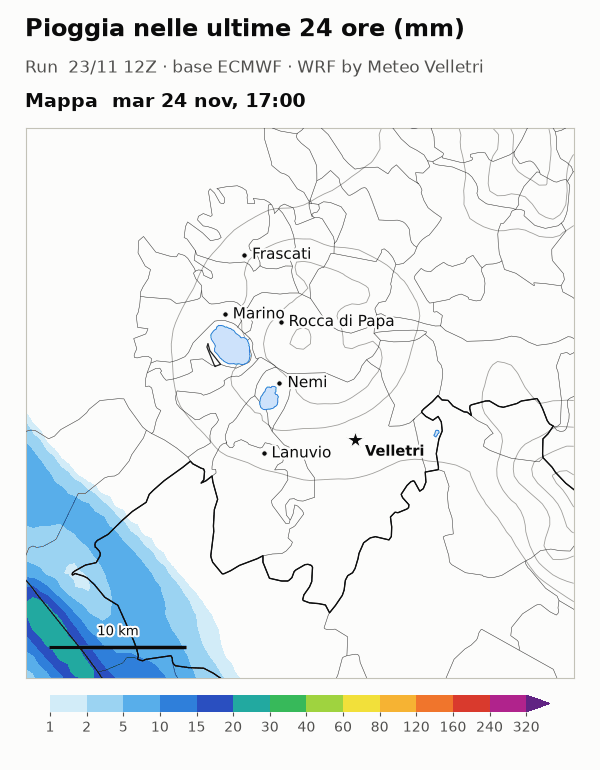 Pioggia nelle ultime 24 ore (mm)
Run  23/11 12Z · base ECMWF · WRF by Meteo Velletri
Mappa  mar 24 nov, 17:00
Frascati
Marino
Rocca di Papa
Nemi
Velletri
Lanuvio
10 km
1 2 5 10 15 20 30 40 60 80 120 160 240 320